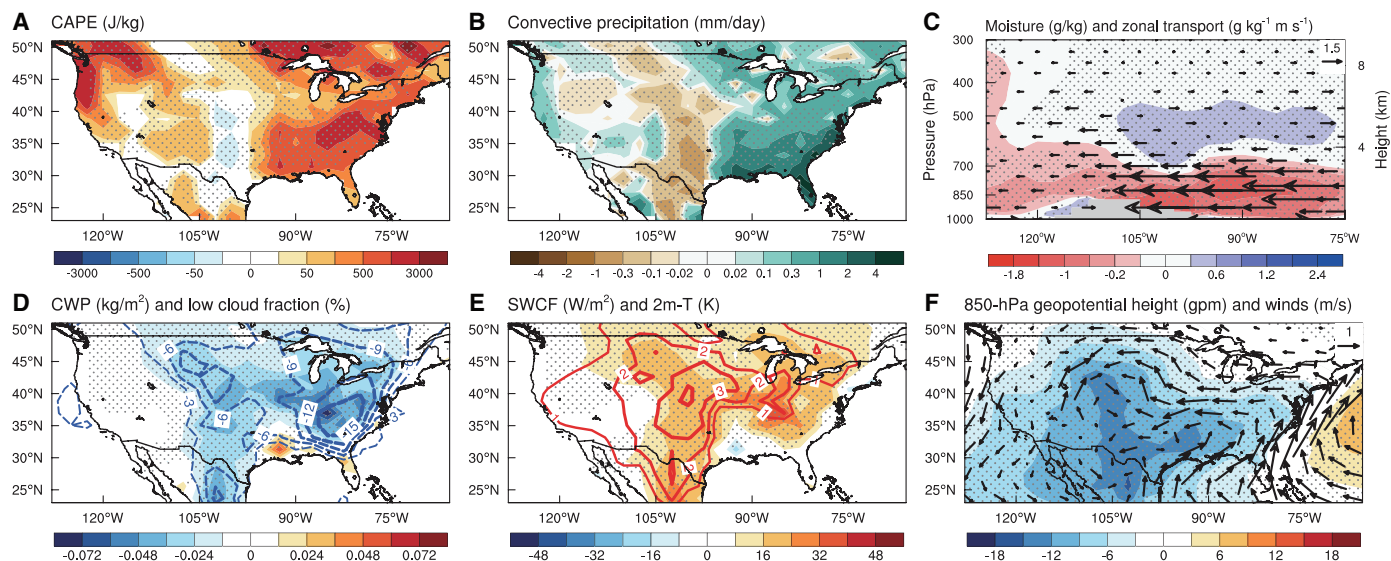 A CAPE (J/kg)
50°N
45°N
40°N
35°N
30°N
25°N
120°W 105°W 90°W 75°W
-3000 -500 -50 0 50 500 3000
B Convective precipitation (mm/day)
50°N
45°N
40°N
35°N
30°N
25°N
120°W 105°W 90°W 75°W
-4 -2 -1 -0.3 -0.1 -0.02 0 0.02 0.1 0.3 1 2 4
C Moisture (g/kg) and zonal transport (g kg⁻¹ m s⁻¹)
Pressure (hPa)
300
400
500
700
850
1000
1.5
8
4
Height (km)
120°W 105°W 90°W 75°W
-1.8 -1 -0.2 0 0.6 1.2 2.4
D CWP (kg/m²) and low cloud fraction (%)
50°N
45°N
40°N
35°N
30°N
25°N
-6
-9
-3
-9
-6
-12
-6
-15
-3
120°W 105°W 90°W 75°W
-0.072 -0.048 -0.024 0 0.024 0.048 0.072
E SWCF (W/m²) and 2m-T (K)
50°N
45°N
40°N
35°N
30°N
25°N
2
2
2
3
1
1
120°W 105°W 90°W 75°W
-48 -32 -16 0 16 32 48
F 850-hPa geopotential height (gpm) and winds (m/s)
50°N
45°N
40°N
35°N
30°N
25°N
1
120°W 105°W 90°W 75°W
-18 -12 -6 0 6 12 18